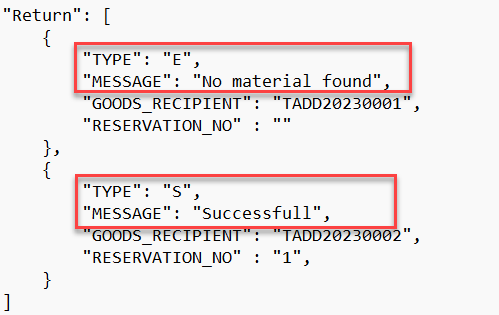 "Return": [
{
"TYPE": "E",
"MESSAGE": "No material found",
"GOODS_RECIPIENT": "TADD20230001",
"RESERVATION_NO" : ""
},
{
"TYPE": "S",
"MESSAGE": "Successfull",
"GOODS_RECIPIENT": "TADD20230002",
"RESERVATION_NO" : "1",
}
]